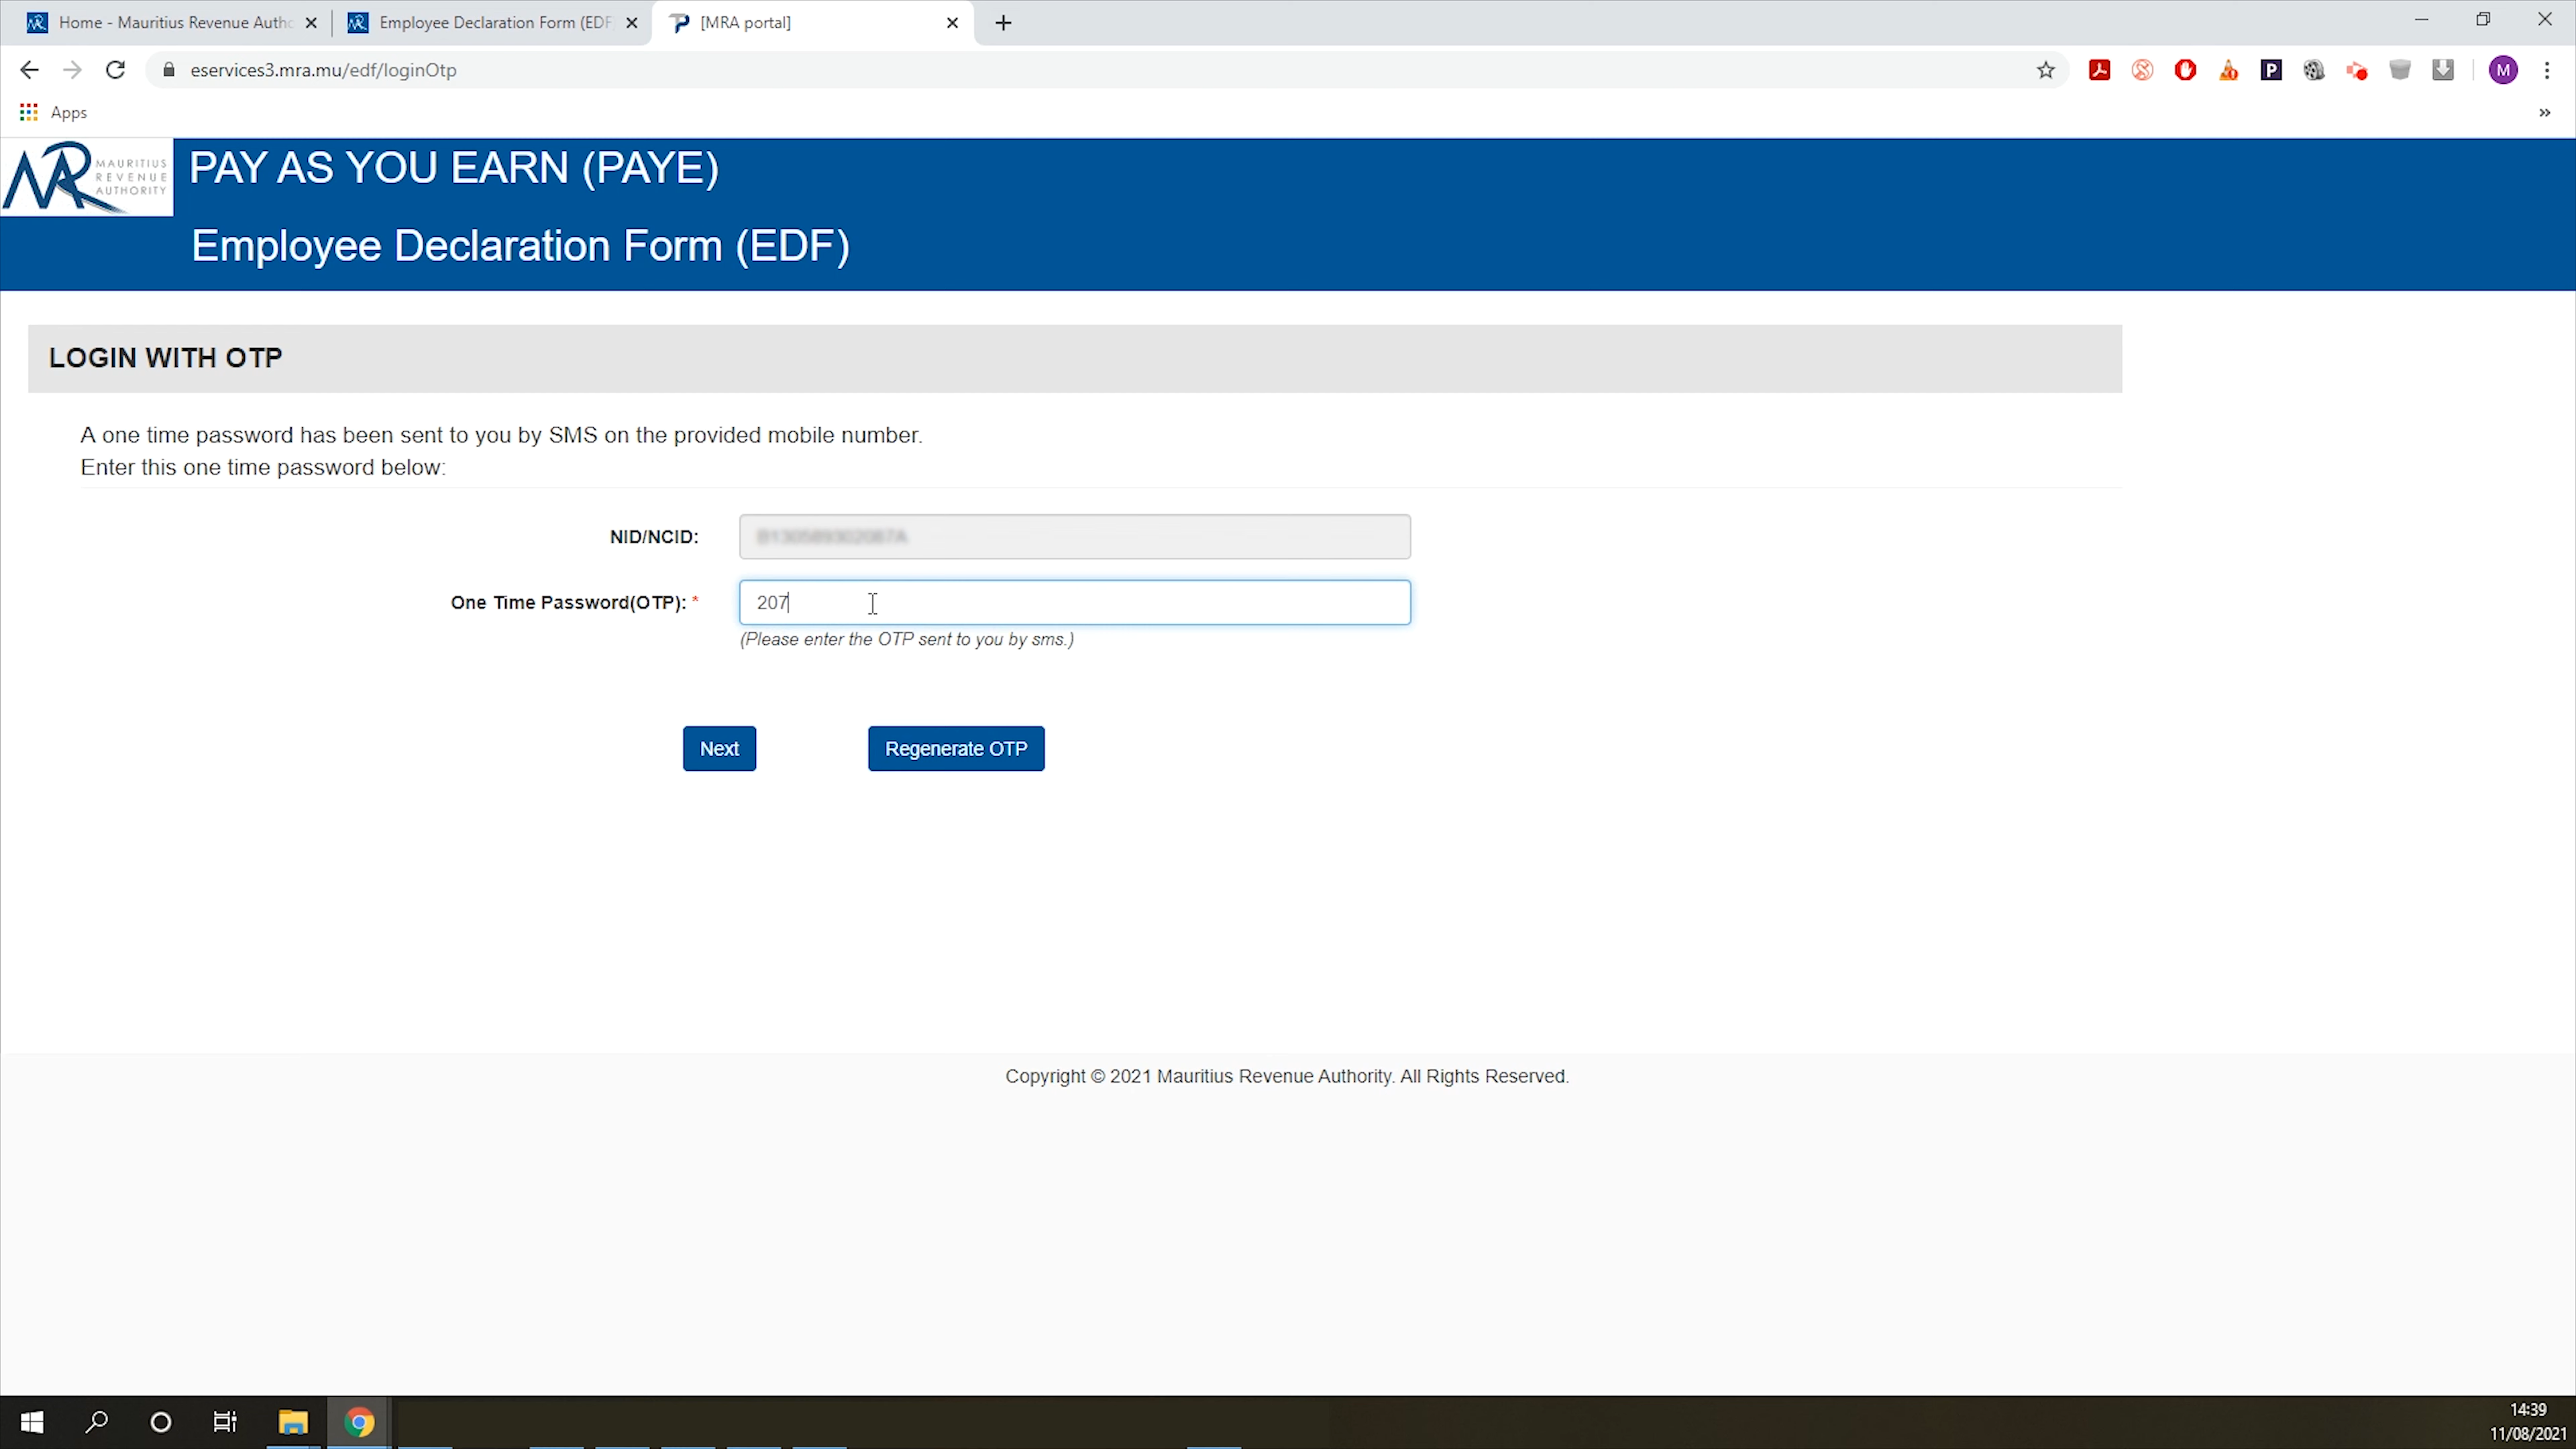 Home - Mauritius Revenue Autho
Employee Declaration Form (EDF
[MRA portal]
eservices3.mra.mu/edf/loginOtp
M
Apps
MAURITIUS
REVENUE
AUTHORITY
PAY AS YOU EARN (PAYE)
Employee Declaration Form (EDF)
LOGIN WITH OTP
A one time password has been sent to you by SMS on the provided mobile number.
Enter this one time password below:
NID/NCID:
One Time Password(OTP): * 207
(Please enter the OTP sent to you by sms.)
Next
Regenerate OTP
Copyright © 2021 Mauritius Revenue Authority. All Rights Reserved.
14:39
11/08/2021